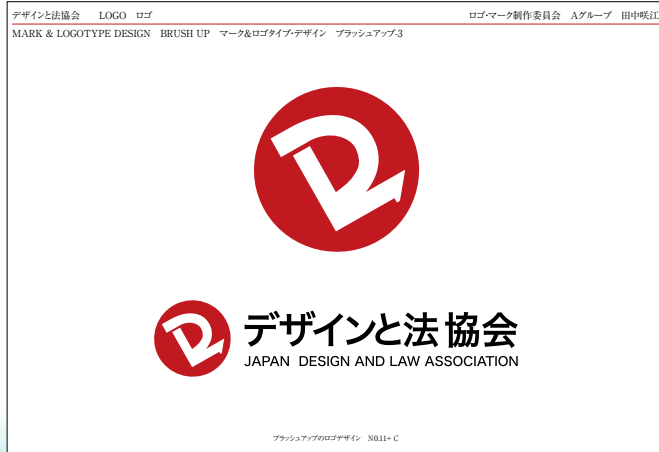 デザインと法協会　LOGO　ロゴ　ロゴ・マーク制作委員会　Aグループ　田中咲江
MARK & LOGOTYPE DESIGN　BRUSH UP　マーク&ロゴタイプ・デザイン　ブラッシュアップ-3
デザインと法協会
JAPAN DESIGN AND LAW ASSOCIATION
ブラッシュアップのロゴデザイン　N0.11+ C